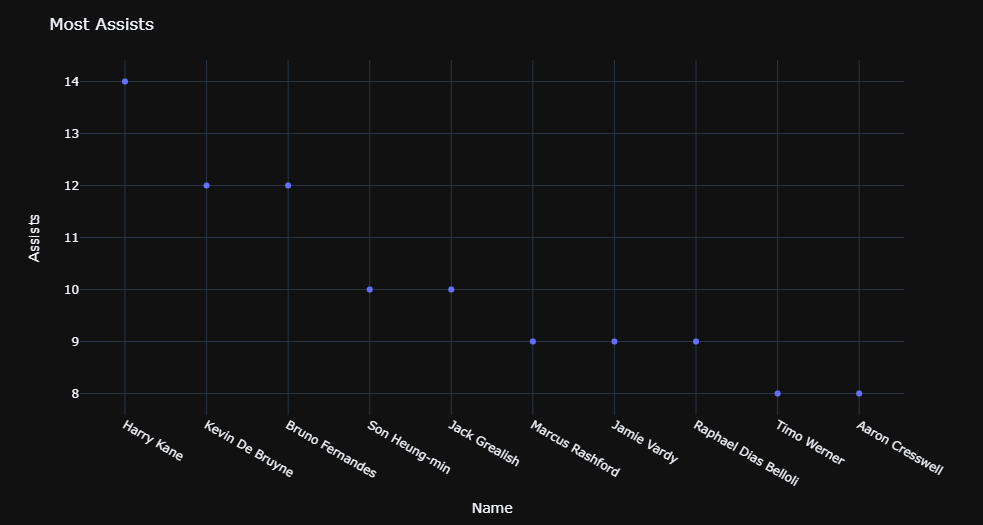 Most Assists
Assists
14
13
12
11
10
9
8
Harry Kane
Kevin De Bruyne
Bruno Fernandes
Son Heung-min
Jack Grealish
Marcus Rashford
Jamie Vardy
Raphael Dias Belloli
Timo Werner
Aaron Cresswell
Name